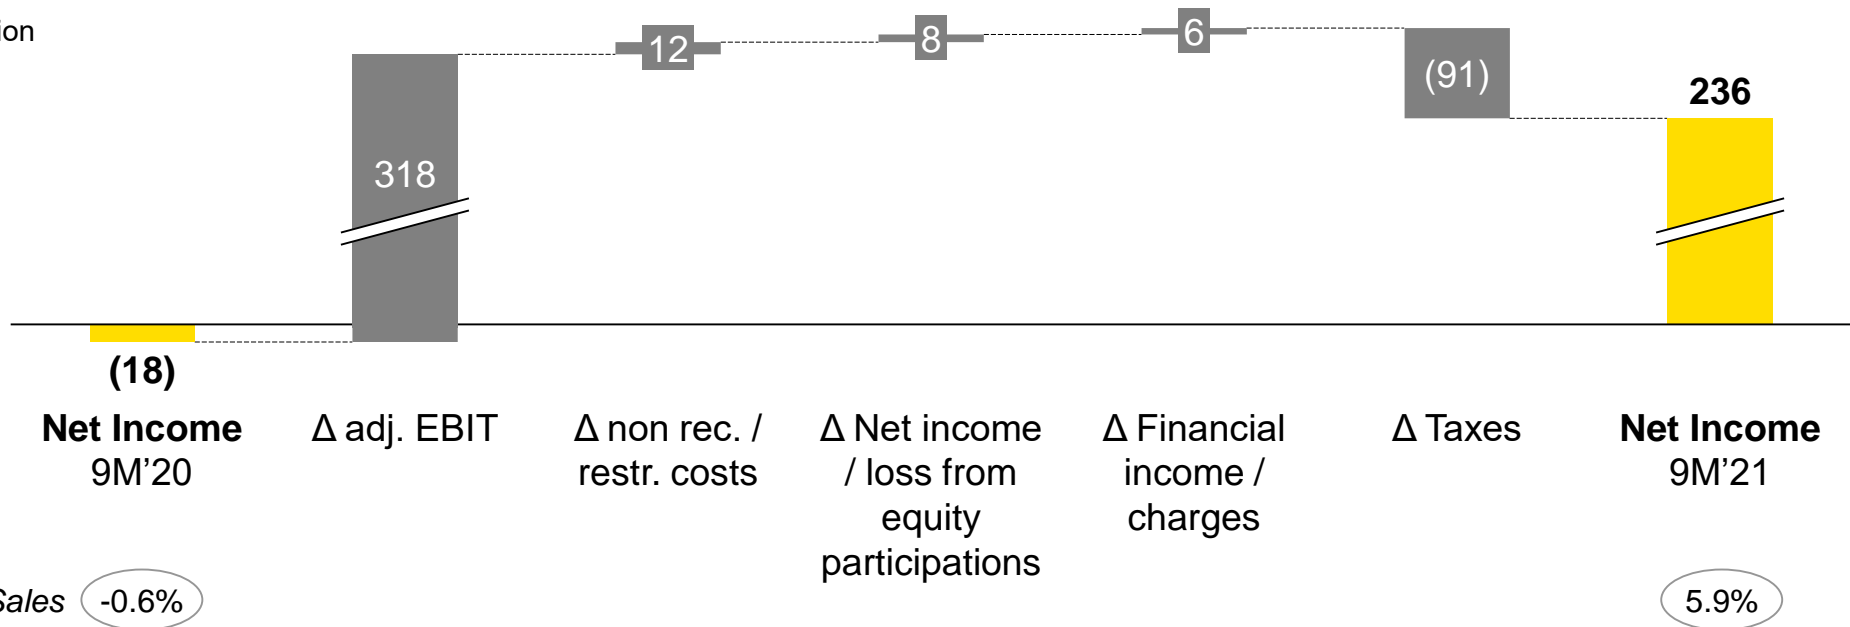 12
8
6
(91)
236
318
(18)
Net Income
9M’20
Δ adj. EBIT
Δ non rec. /
restr. costs
Δ Net income
/ loss from
equity
participations
Δ Financial
income /
charges
Δ Taxes
Net Income
9M’21
Sales
-0.6%
5.9%